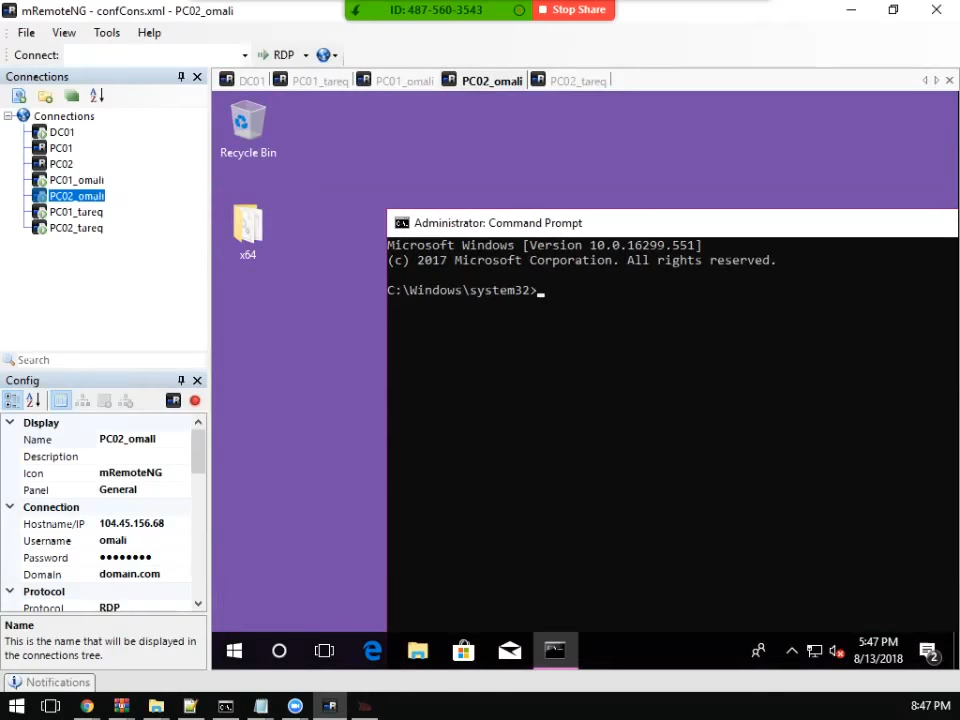 mRemoteNG - confCons.xml - PC02_omali
ID: 487-560-3543
Stop Share
File View Tools Help
Connect:
RDP
Connections
DC01 PC01_tareq PC01_omali PC02_omali PC02_tareq
Connections
DC01
PC01
PC02
PC01_omali
PC02_omali
PC01_tareq
PC02_tareq
Search
Config
Display
Name PC02_omali
Description
Icon mRemoteNG
Panel General
Connection
Hostname/IP 104.45.156.68
Username omali
Password ●●●●●●●●
Domain domain.com
Protocol
Protocol RDP
Name
This is the name that will be displayed in
the connections tree.
Notifications
Recycle Bin
x64
Administrator: Command Prompt
Microsoft Windows [Version 10.0.16299.551]
(c) 2017 Microsoft Corporation. All rights reserved.
C:\Windows\system32>
5:47 PM
8/13/2018
2
8:47 PM